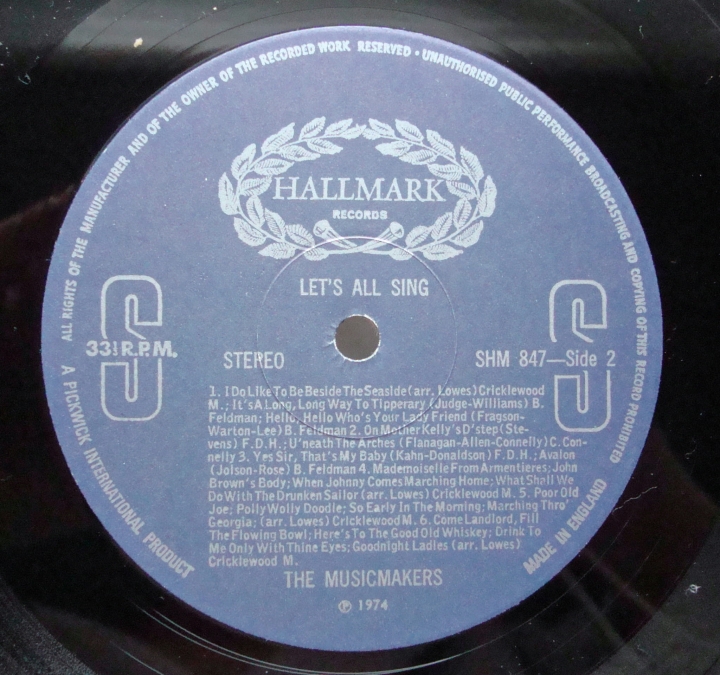 ALL RIGHTS OF THE MANUFACTURER AND OF THE OWNER OF THE RECORDED WORK RESERVED • UNAUTHORISED PUBLIC PERFORMANCE BROADCASTING AND COPYING OF THIS RECORD PROHIBITED
HALLMARK
RECORDS
LET'S ALL SING
33⅓ R.P.M.
STEREO
SHM 847—Side 2
1. I Do Like To Be Beside The Seaside (arr. Lowes) Cricklewood
M.; It's A Long, Long Way To Tipperary (Judge-Williams) B.
Feldman; Hello, Hello Who's Your Lady Friend (Fragson-
Warton-Lee) B. Feldman 2. On Mother Kelly's D'step (Ste-
vens) F.D.H.; U'neath The Arches (Flanagan-Allen-Connelly) C. Con-
nelly 3. Yes Sir, That's My Baby (Kahn-Donaldson) F.D.H.; Avalon
(Jolson-Rose) B. Feldman 4. Mademoiselle From Armentieres; John
Brown's Body; When Johnny Comes Marching Home; What Shall We
Do With The Drunken Sailor (arr. Lowes) Cricklewood M. 5. Poor Old
Joe; Polly Wolly Doodle; So Early In The Morning; Marching Thro'
Georgia; (arr. Lowes) Cricklewood M. 6. Come Landlord, Fill
The Flowing Bowl; Here's To The Good Old Whiskey; Drink To
Me Only With Thine Eyes; Goodnight Ladies (arr. Lowes)
Cricklewood M.
THE MUSICMAKERS
℗ 1974
A PICKWICK INTERNATIONAL PRODUCT
MADE IN ENGLAND